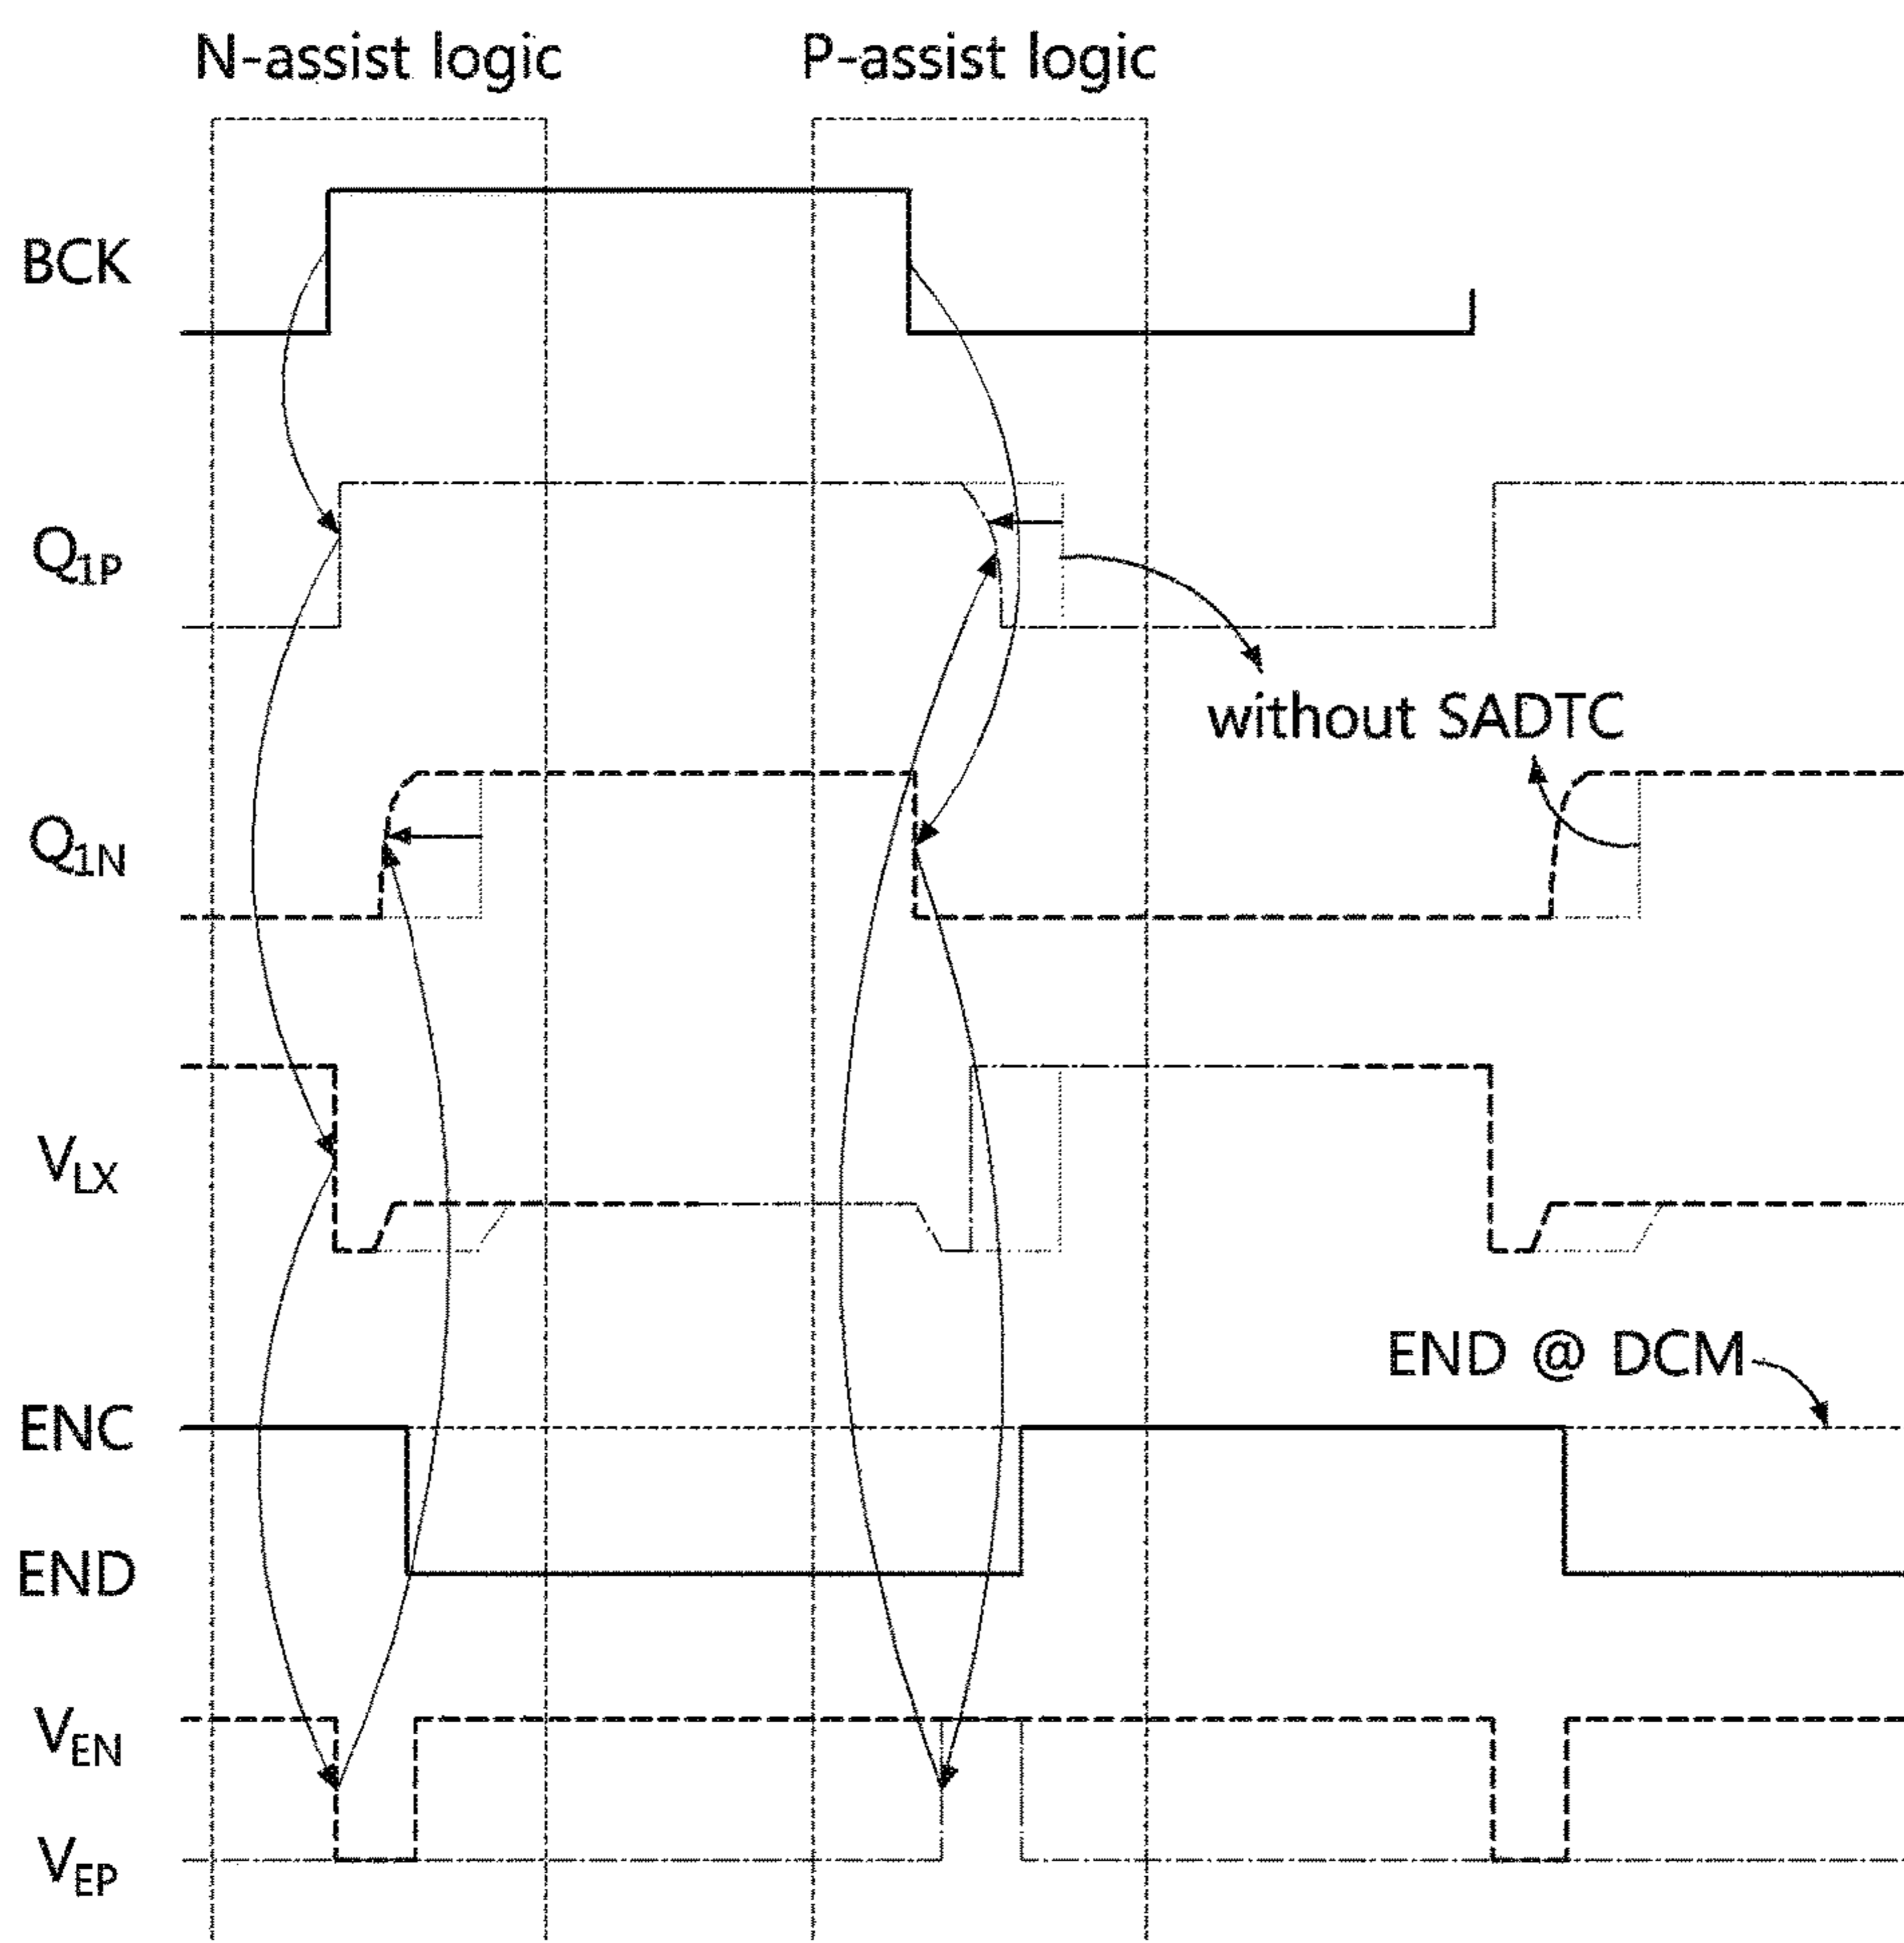 N-assist logic P-assist logic
BCK
Q1P
without SADTC
Q1N
VLX
END @ DCM
ENC
END
VEN
VEP